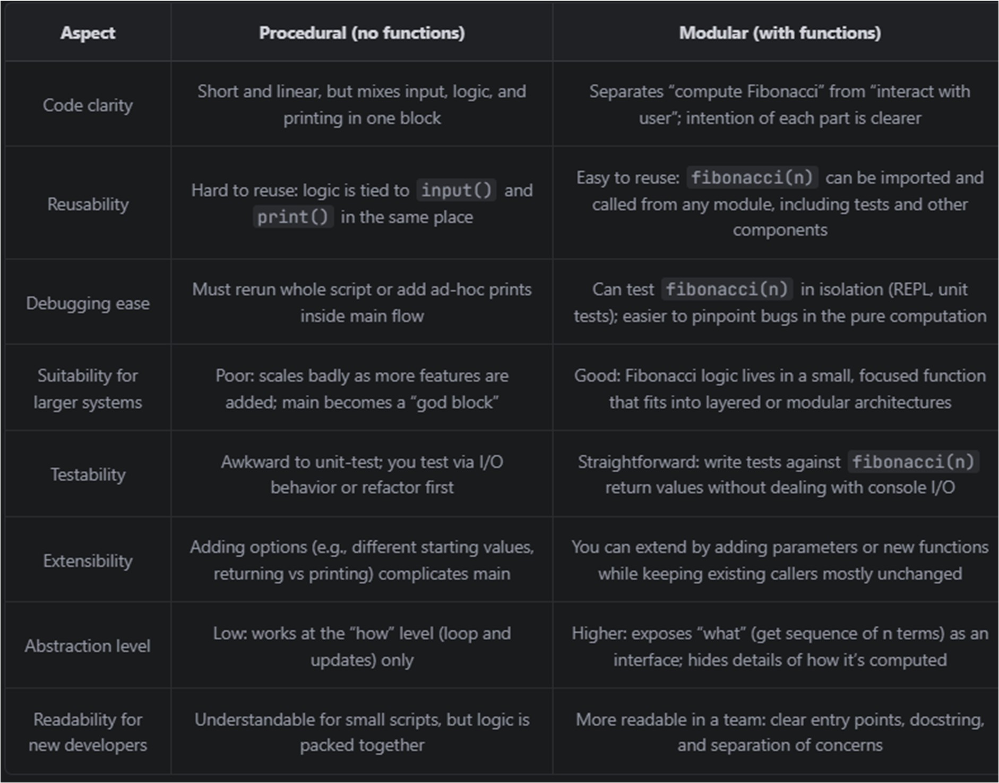 Aspect
Procedural (no functions)
Modular (with functions)
Code clarity
Short and linear, but mixes input, logic, and
printing in one block
Separates “compute Fibonacci” from “interact with
user”; intention of each part is clearer
Reusability
Hard to reuse: logic is tied to input() and
print() in the same place
Easy to reuse: fibonacci(n) can be imported and
called from any module, including tests and other
components
Debugging ease
Must rerun whole script or add ad-hoc prints
inside main flow
Can test fibonacci(n) in isolation (REPL, unit
tests); easier to pinpoint bugs in the pure computation
Suitability for
larger systems
Poor: scales badly as more features are
added; main becomes a “god block”
Good: Fibonacci logic lives in a small, focused function
that fits into layered or modular architectures
Testability
Awkward to unit-test; you test via I/O
behavior or refactor first
Straightforward: write tests against fibonacci(n)
return values without dealing with console I/O
Extensibility
Adding options (e.g., different starting values,
returning vs printing) complicates main
You can extend by adding parameters or new functions
while keeping existing callers mostly unchanged
Abstraction level
Low: works at the “how” level (loop and
updates) only
Higher: exposes “what” (get sequence of n terms) as an
interface; hides details of how it’s computed
Readability for
new developers
Understandable for small scripts, but logic is
packed together
More readable in a team: clear entry points, docstring,
and separation of concerns